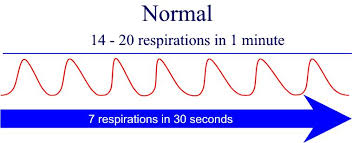 Normal
14 - 20 respirations in 1 minute
7 respirations in 30 seconds